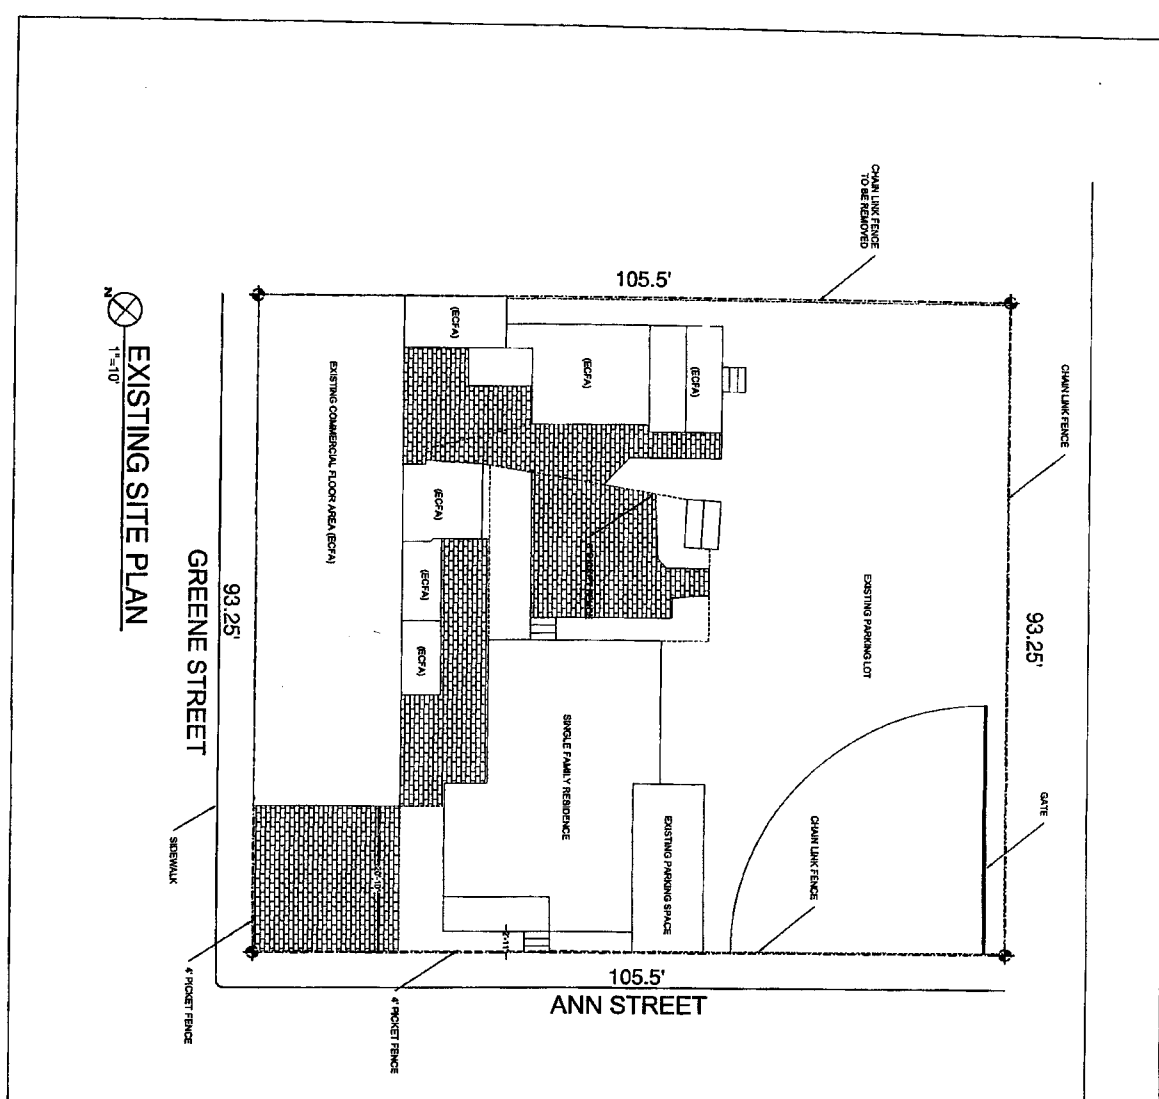 CHAIN LINK FENCE
TO BE REMOVED
105.5'
CHAIN LINK FENCE
(ECFA)
(ECFA)
(ECFA)
EXISTING COMMERCIAL FLOOR AREA (ECFA)
(ECFA)
(ECFA)
(ECFA)
N
EXISTING SITE PLAN
1"=10'
GREENE STREET
93.25'
93.25'
EXISTING PARKING LOT
SINGLE FAMILY RESIDENCE
EXISTING PARKING SPACE
CHAIN LINK FENCE
GATE
SIDEWALK
2'-11"
4' PICKET FENCE
4' PICKET FENCE
105.5'
ANN STREET